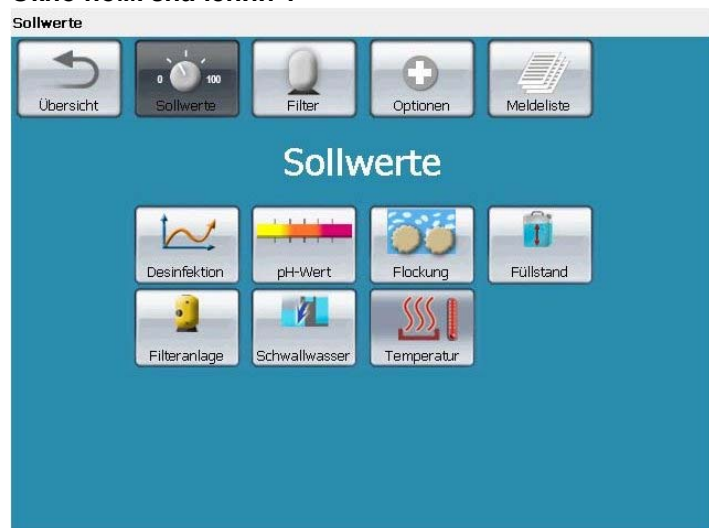 Sollwerte
0 100
Übersicht Sollwerte Filter Optionen Meldeliste
Sollwerte
Desinfektion pH-Wert Flockung Füllstand
Filteranlage Schwallwasser Temperatur